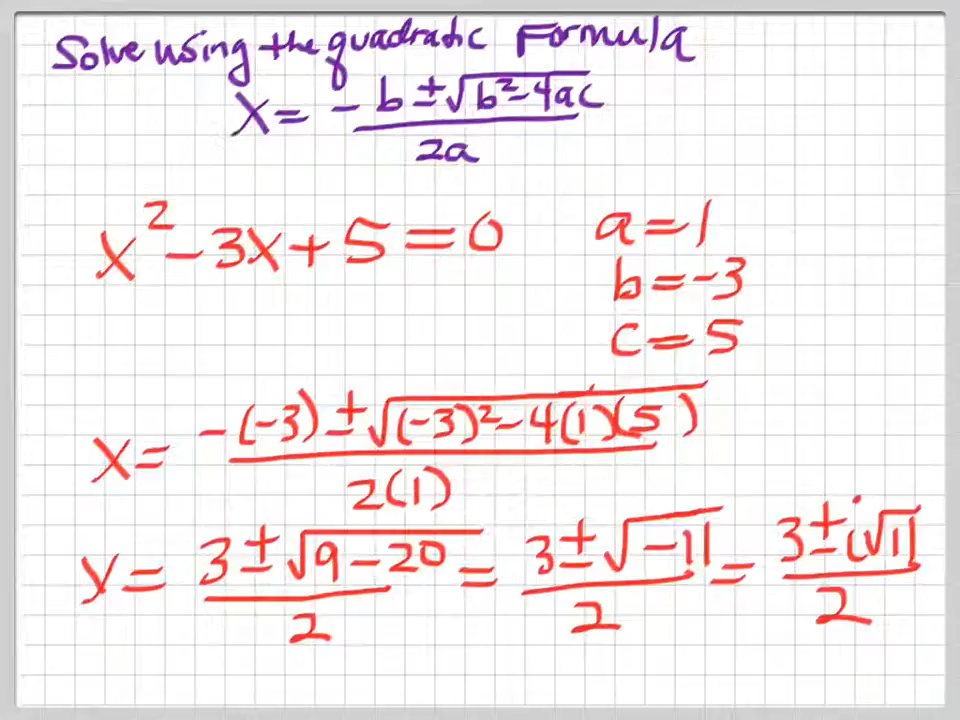 Solve using the quadratic Formula
x = -b ± √(b² - 4ac) / 2a
x² - 3x + 5 = 0
a = 1
b = -3
c = 5
x = -(-3) ± √((-3)² - 4(1)(5)) / 2(1)
y = 3 ± √(9 - 20) / 2 = 3 ± √(-11) / 2 = 3 ± i√11 / 2